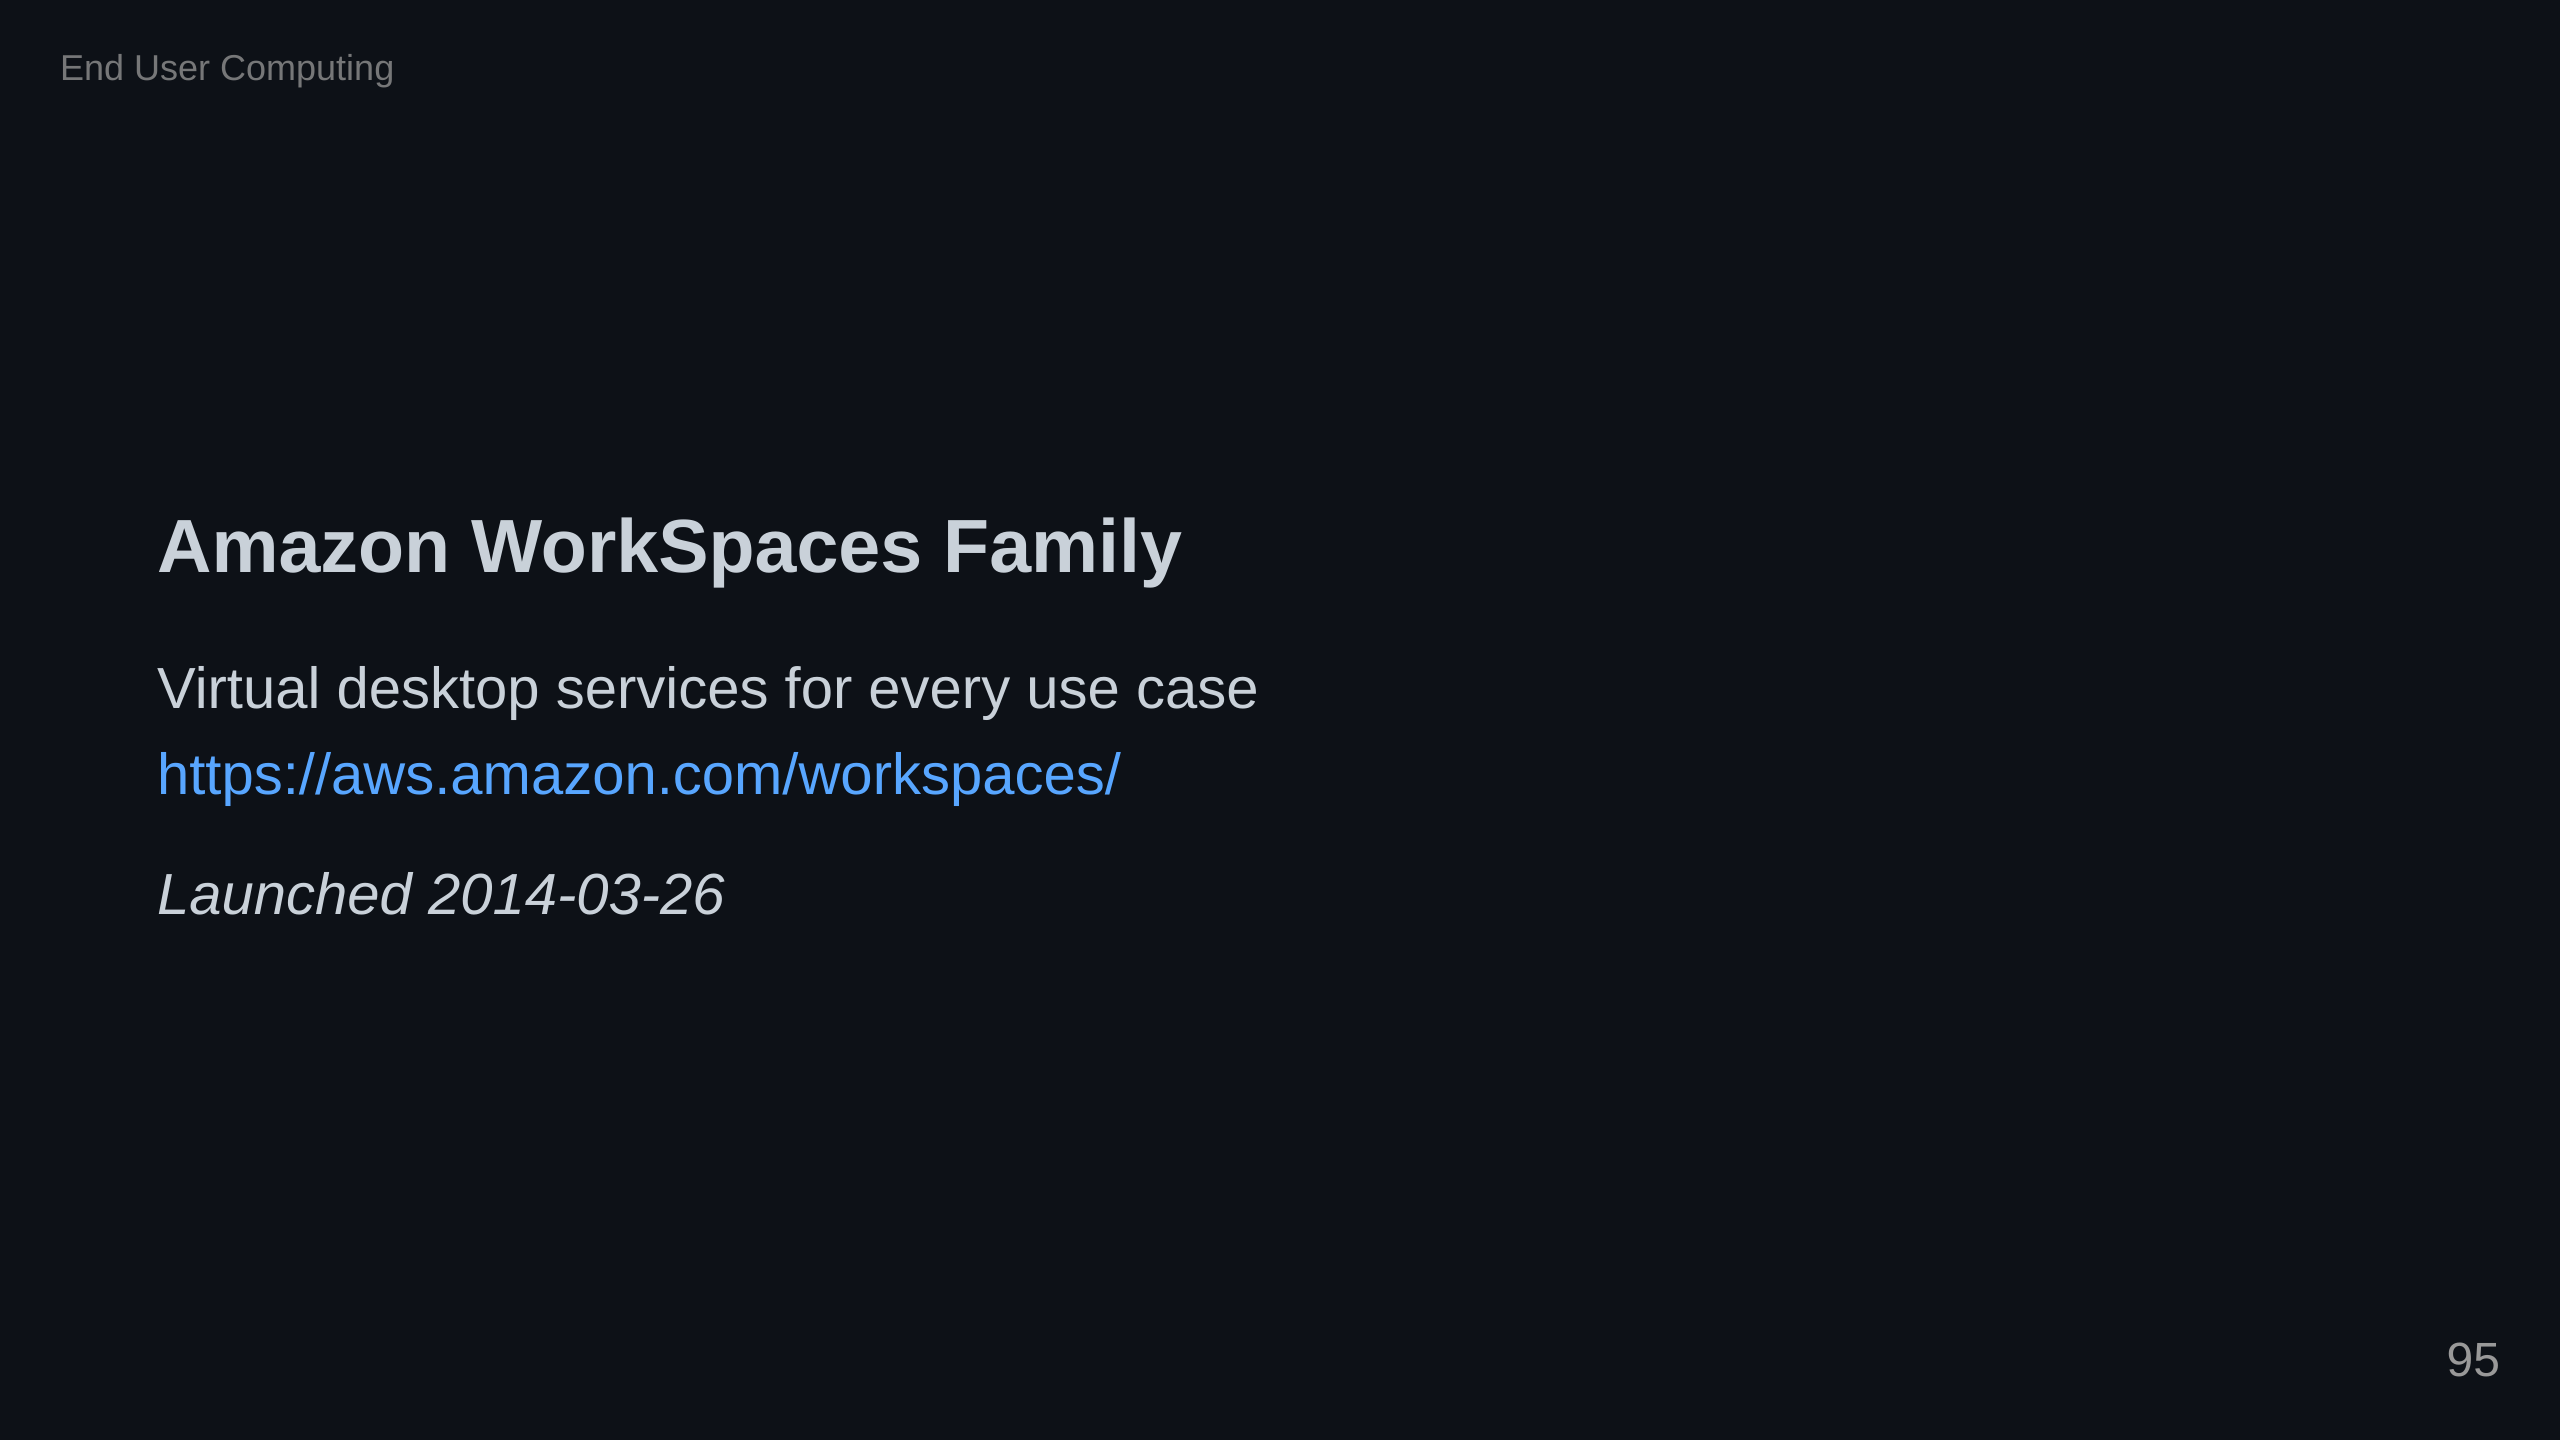 End User Computing
Amazon WorkSpaces Family
Virtual desktop services for every use case
https://aws.amazon.com/workspaces/
Launched 2014-03-26
95